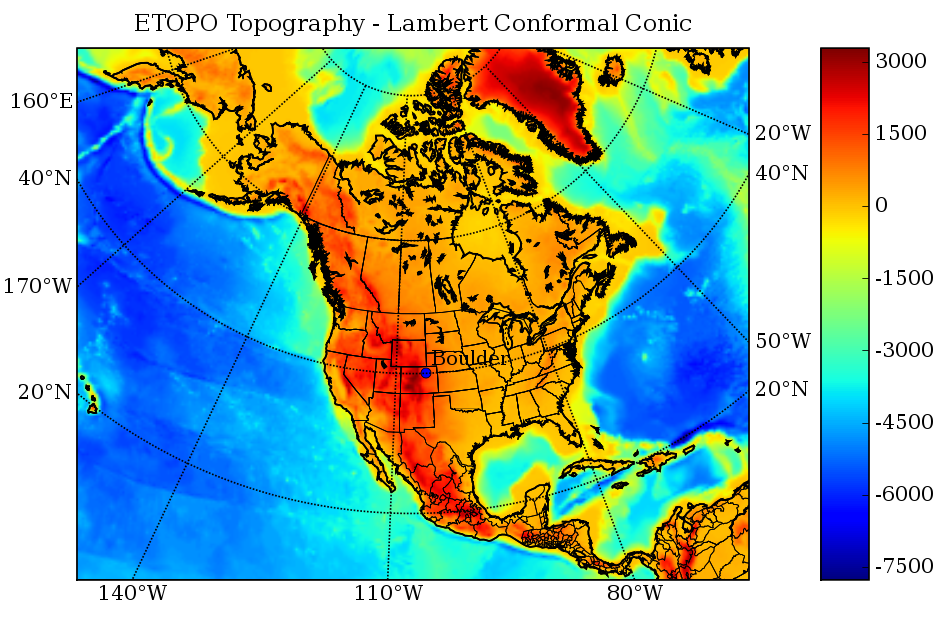 ETOPO Topography - Lambert Conformal Conic
160°E
40°N
170°W
20°N
140°W
110°W
80°W
20°W
40°N
50°W
20°N
Boulder
3000
1500
0
-1500
-3000
-4500
-6000
-7500